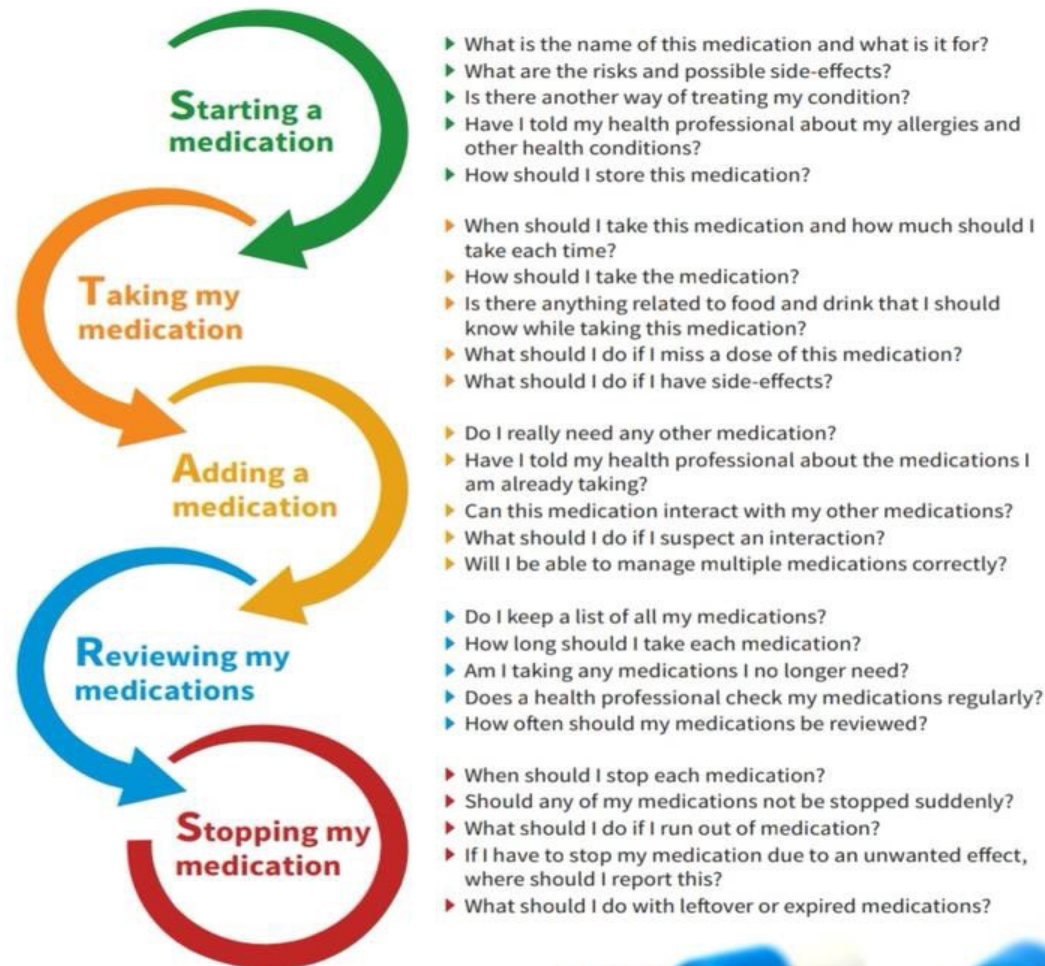 Starting a
medication
▶ What is the name of this medication and what is it for?
▶ What are the risks and possible side-effects?
▶ Is there another way of treating my condition?
▶ Have I told my health professional about my allergies and
other health conditions?
▶ How should I store this medication?
Taking my
medication
▶ When should I take this medication and how much should I
take each time?
▶ How should I take the medication?
▶ Is there anything related to food and drink that I should
know while taking this medication?
▶ What should I do if I miss a dose of this medication?
▶ What should I do if I have side-effects?
Adding a
medication
▶ Do I really need any other medication?
▶ Have I told my health professional about the medications I
am already taking?
▶ Can this medication interact with my other medications?
▶ What should I do if I suspect an interaction?
▶ Will I be able to manage multiple medications correctly?
Reviewing my
medications
▶ Do I keep a list of all my medications?
▶ How long should I take each medication?
▶ Am I taking any medications I no longer need?
▶ Does a health professional check my medications regularly?
▶ How often should my medications be reviewed?
Stopping my
medication
▶ When should I stop each medication?
▶ Should any of my medications not be stopped suddenly?
▶ What should I do if I run out of medication?
▶ If I have to stop my medication due to an unwanted effect,
where should I report this?
▶ What should I do with leftover or expired medications?